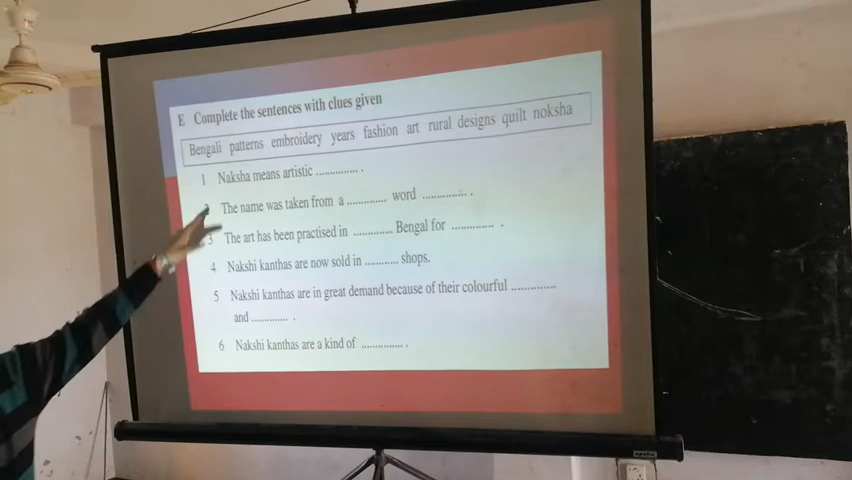 E Complete the sentences with clues given
Bengali patterns embroidery years fashion art rural designs quilt noksha
1 Naksha means artistic ............... .
2 The name was taken from a ............. word .............. .
3 The art has been practised in ............. Bengal for .............. .
4 Nakshi kanthas are now sold in ............ shops.
5 Nakshi kanthas are in great demand because of their colourful ...............
and ............. .
6 Nakshi kanthas are a kind of ............... .